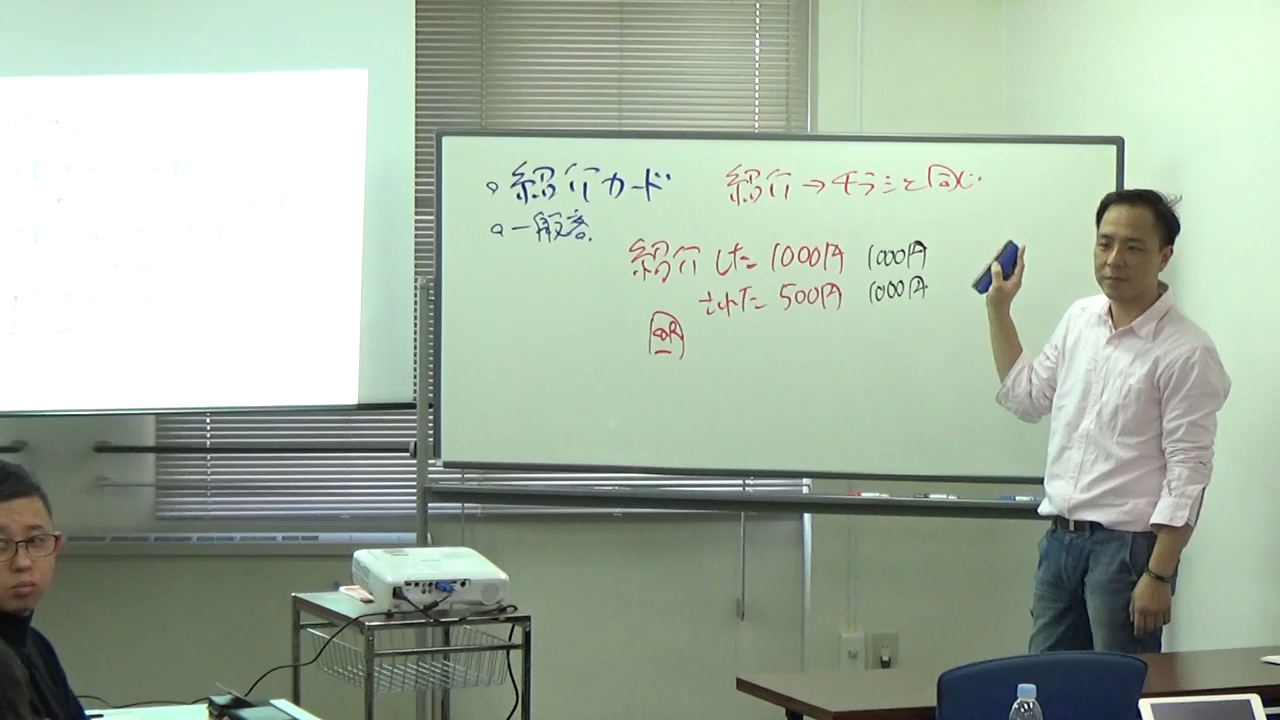 ○紹介カード 紹介→チラシと同じ
○一般客.
紹介した 1000円 1000円
された 500円 1000円
QR